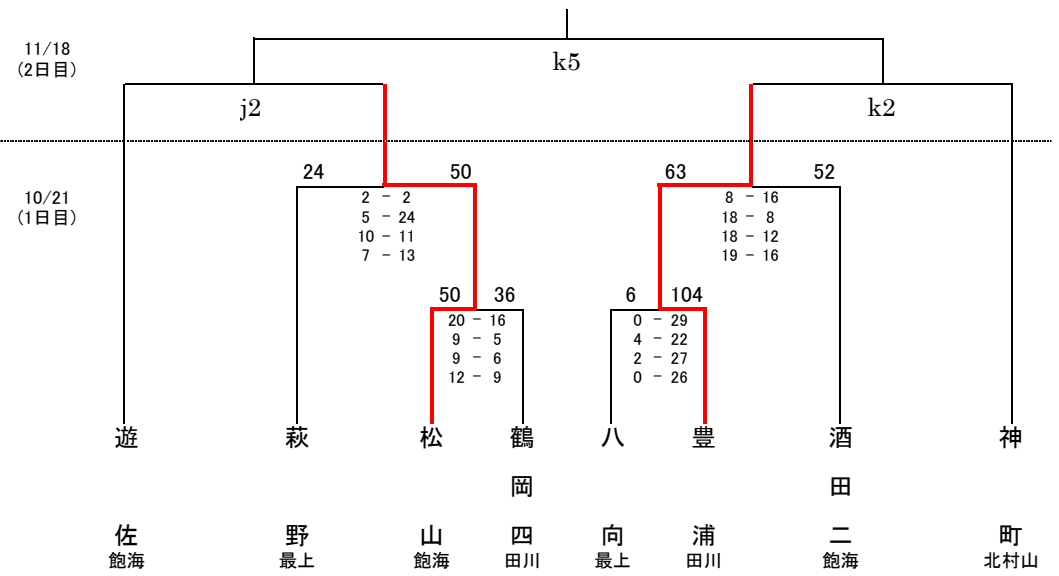 11/18
(2日目)
k5
j2
k2
10/21
(1日目)
24 50
2 - 2
5 - 24
10 - 11
7 - 13
63 52
8 - 16
18 - 8
18 - 12
19 - 16
50 36
20 - 16
9 - 5
9 - 6
12 - 9
6 104
0 - 29
4 - 22
2 - 27
0 - 26
遊佐
飽海
萩野
最上
松山
飽海
鶴岡四
田川
八向
最上
豊浦
田川
酒田二
飽海
神町
北村山